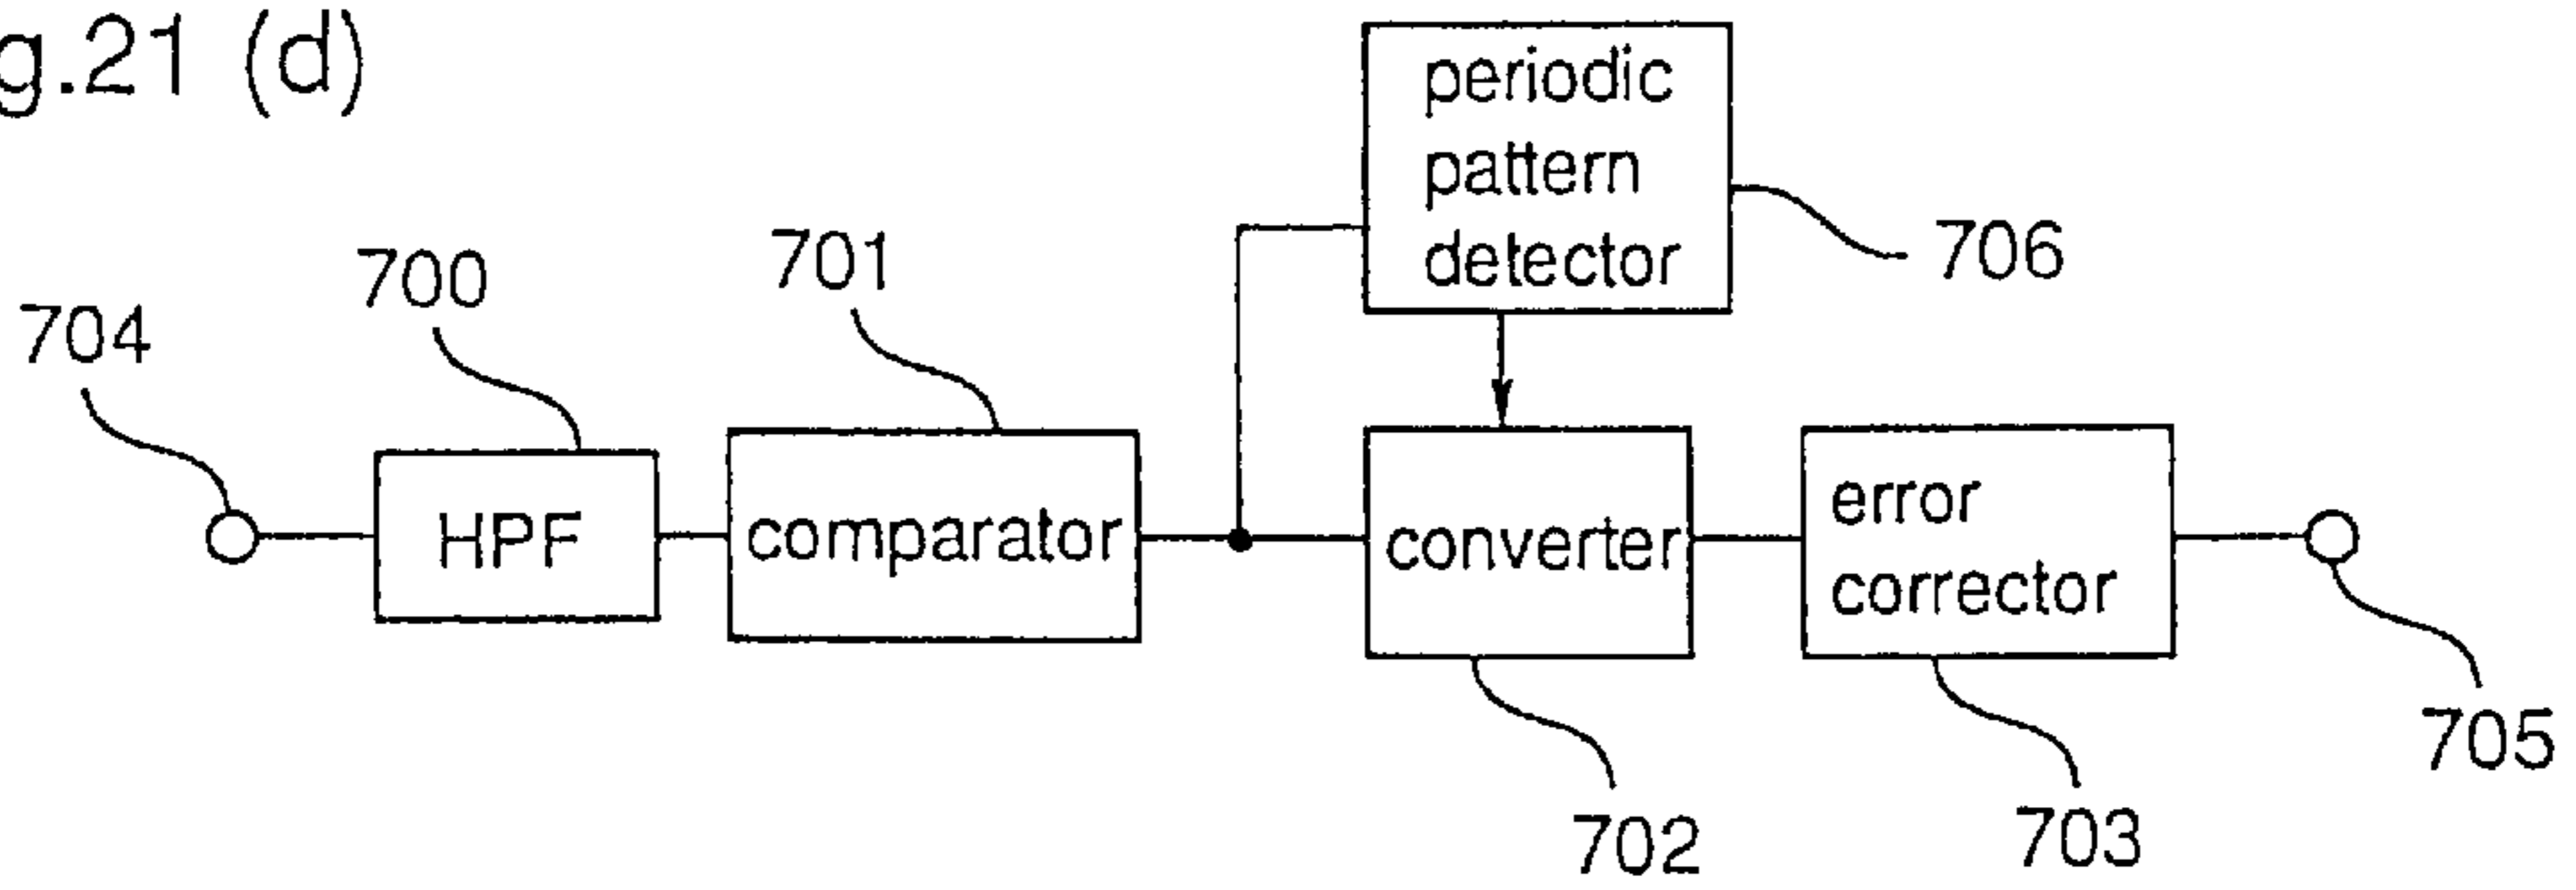 g.21 (d)
periodic
pattern
detector
706
701
700
704
HPF
comparator
converter
error
corrector
705
702
703